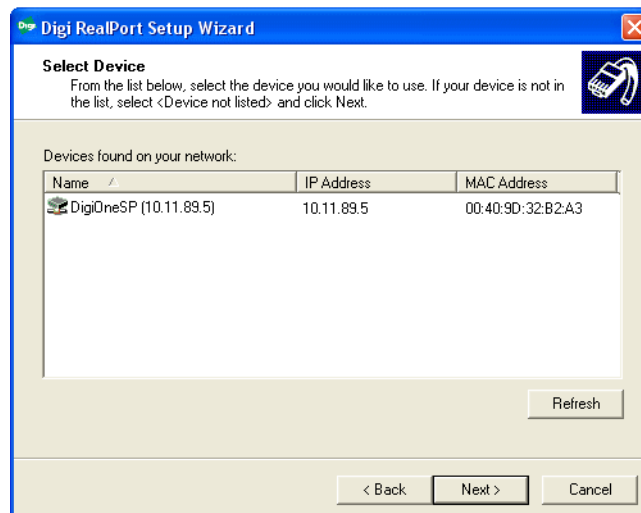 Digi Digi RealPort Setup Wizard
Select Device
From the list below, select the device you would like to use. If your device is not in
the list, select <Device not listed> and click Next.
Devices found on your network:
Name IP Address MAC Address
DigiOneSP (10.11.89.5) 10.11.89.5 00:40:9D:32:B2:A3
Refresh
< Back Next > Cancel